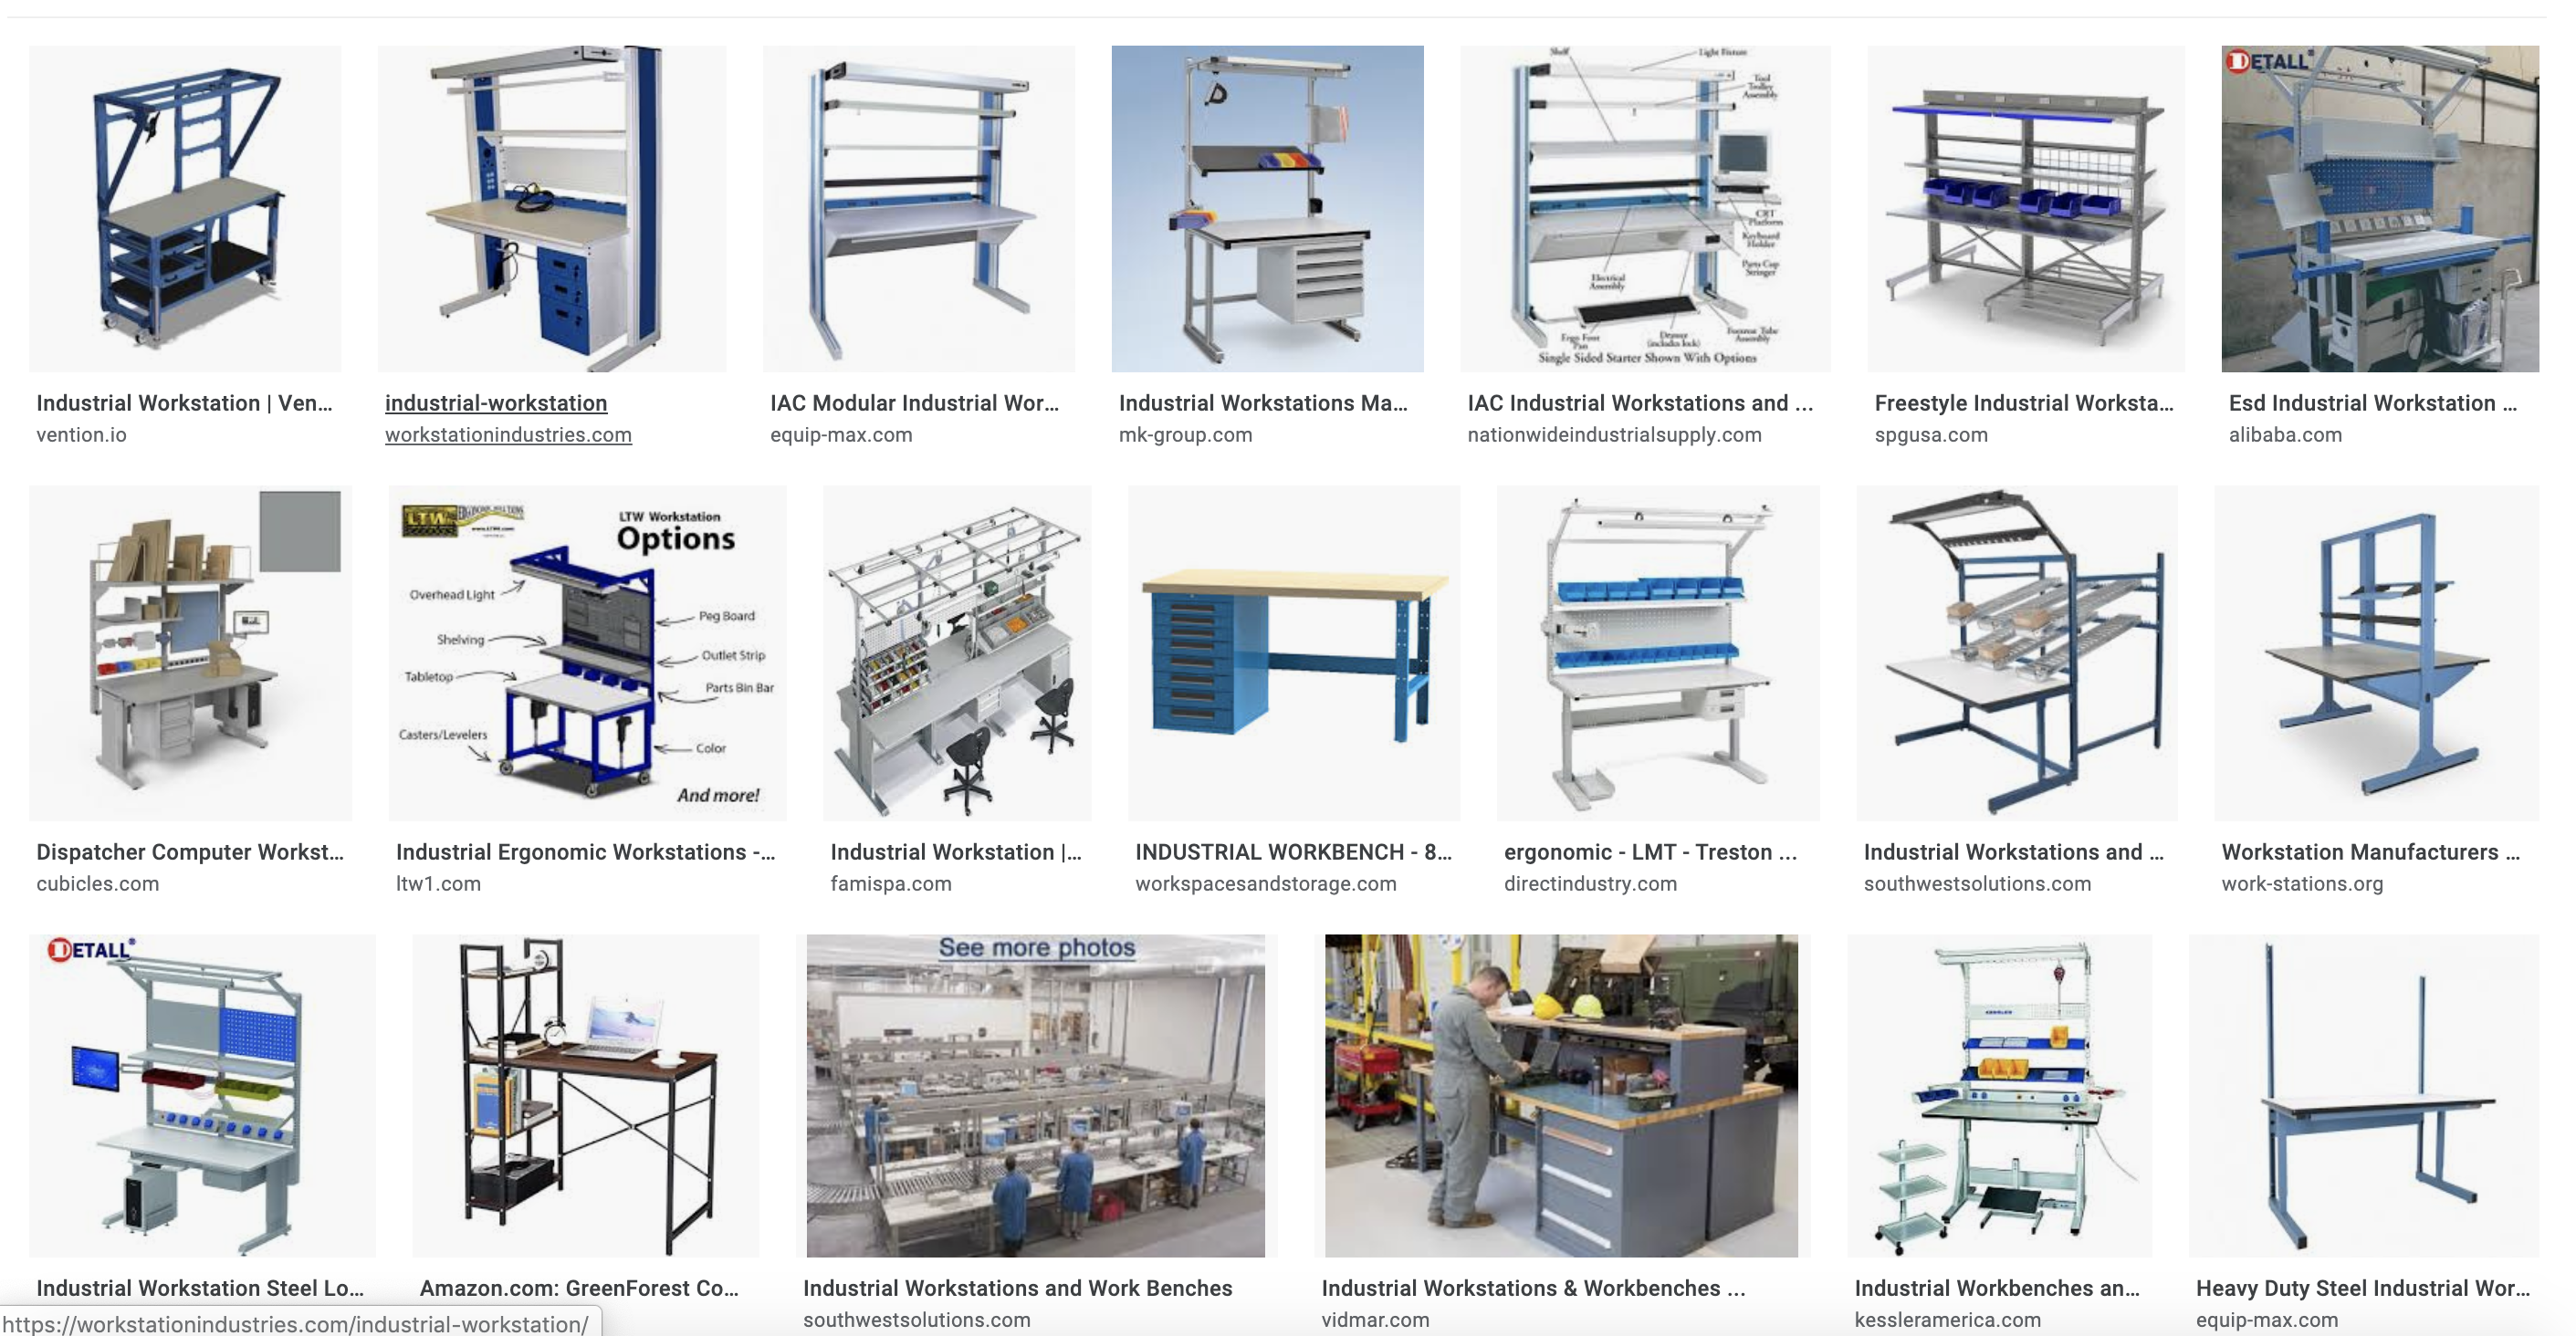 Shelf
Light Fixture
Tool
Trolley
Assembly
CRT
Platform
Keyboard
Holder
Parts Cup
Stringer
Electrical
Assembly
Ergo Foot
Pan
Drawer
(includes lock)
Footrest Tube
Assembly
Single Sided Starter Shown With Options
DETALL®
Industrial Workstation | Ven...
vention.io
industrial-workstation
workstationindustries.com
IAC Modular Industrial Wor...
equip-max.com
Industrial Workstations Ma...
mk-group.com
IAC Industrial Workstations and ...
nationwideindustrialsupply.com
Freestyle Industrial Worksta...
spgusa.com
Esd Industrial Workstation ...
alibaba.com
LTW
ERGONOMIC SOLUTIONS
www.LTW1.com
LTW Workstation
Options
Overhead Light
Peg Board
Shelving
Outlet Strip
Tabletop
Parts Bin Bar
Casters/Levelers
Color
And more!
Dispatcher Computer Workst...
cubicles.com
Industrial Ergonomic Workstations -...
ltw1.com
Industrial Workstation |...
famispa.com
INDUSTRIAL WORKBENCH - 8...
workspacesandstorage.com
ergonomic - LMT - Treston ...
directindustry.com
Industrial Workstations and ...
southwestsolutions.com
Workstation Manufacturers ...
work-stations.org
DETALL®
See more photos
KESSLER
Industrial Workstation Steel Lo...
Amazon.com: GreenForest Co...
Industrial Workstations and Work Benches
southwestsolutions.com
Industrial Workstations & Workbenches ...
vidmar.com
Industrial Workbenches an...
kessleramerica.com
Heavy Duty Steel Industrial Wor...
equip-max.com
https://workstationindustries.com/industrial-workstation/